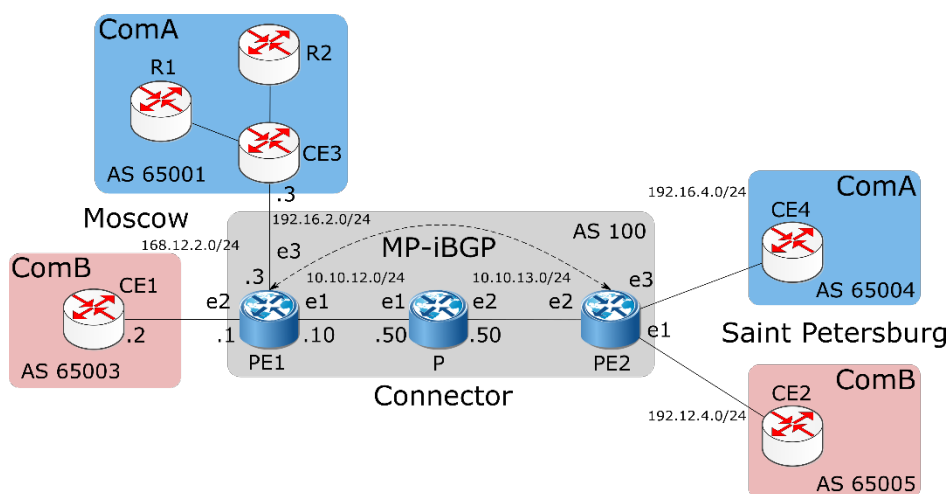 ComA
R2
R1
CE3
AS 65001
.3
Moscow
192.16.2.0/24
168.12.2.0/24
ComB
CE1
.2
AS 65003
MP-iBGP
AS 100
e3
.3
10.10.12.0/24
10.10.13.0/24
e2
e1
e1
e2
e2
e3
.1
.10
.50
.50
e1
PE1
P
PE2
Connector
192.16.4.0/24
ComA
CE4
AS 65004
Saint Petersburg
ComB
CE2
192.12.4.0/24
AS 65005